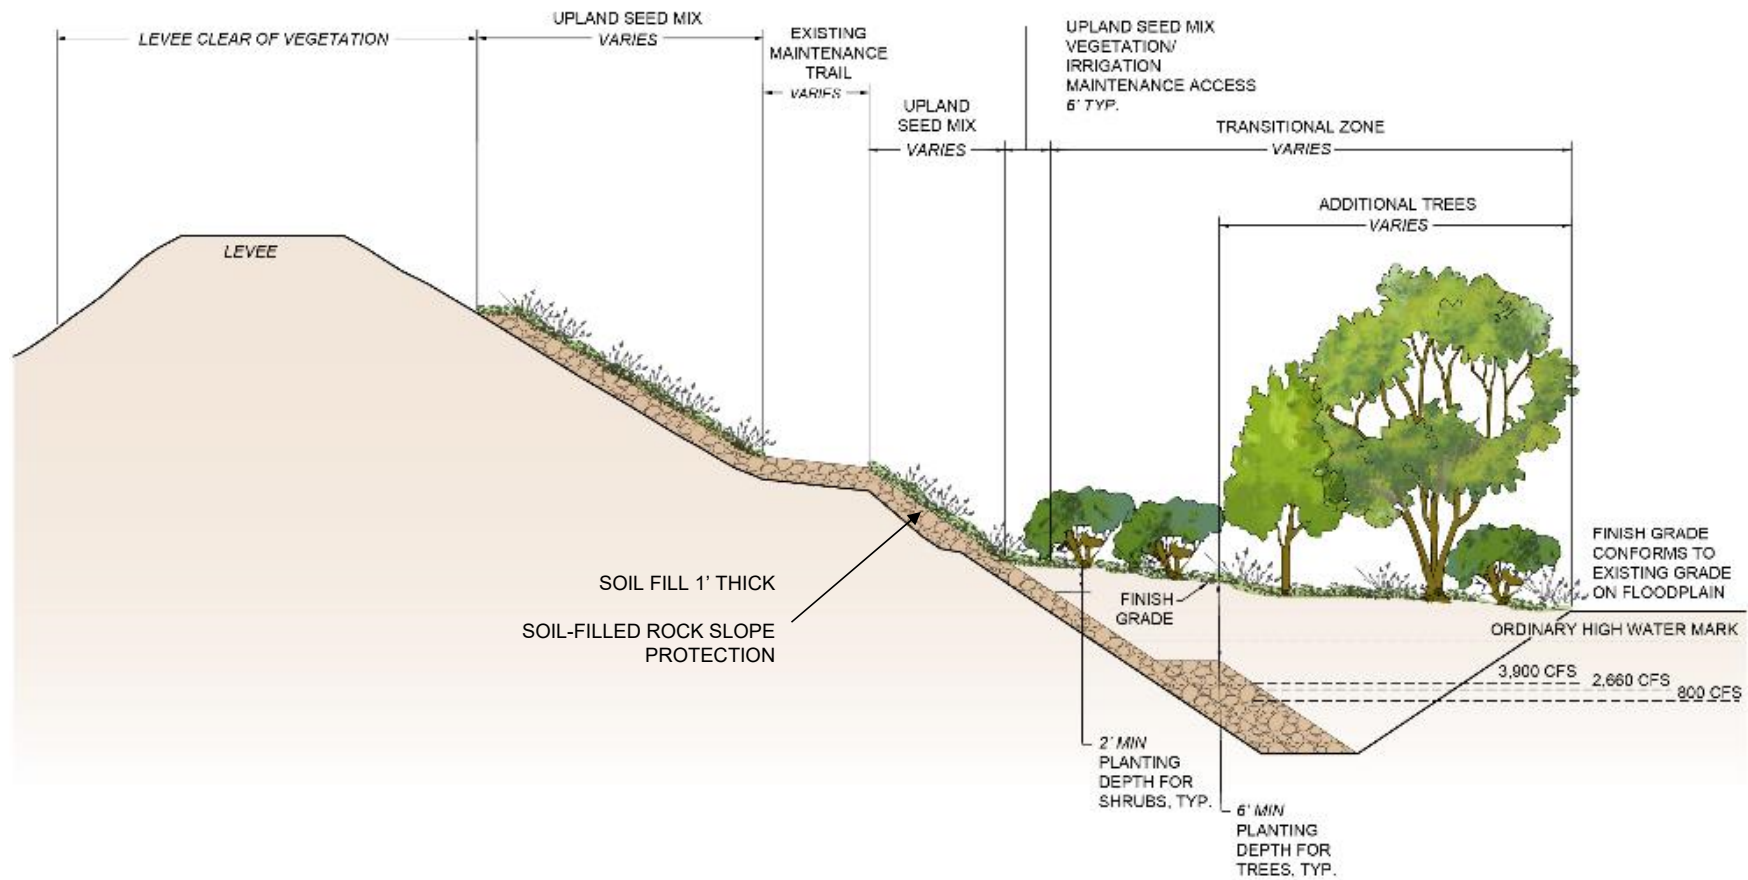 UPLAND SEED MIX
VARIES
LEVEE CLEAR OF VEGETATION
EXISTING
MAINTENANCE
TRAIL
VARIES
UPLAND
SEED MIX
VARIES
UPLAND SEED MIX
VEGETATION/
IRRIGATION
MAINTENANCE ACCESS
6' TYP.
TRANSITIONAL ZONE
VARIES
ADDITIONAL TREES
VARIES
LEVEE
SOIL FILL 1’ THICK
SOIL-FILLED ROCK SLOPE
PROTECTION
FINISH
GRADE
FINISH GRADE
CONFORMS TO
EXISTING GRADE
ON FLOODPLAIN
ORDINARY HIGH WATER MARK
3,900 CFS
2,660 CFS
800 CFS
2' MIN
PLANTING
DEPTH FOR
SHRUBS, TYP.
6' MIN
PLANTING
DEPTH FOR
TREES, TYP.